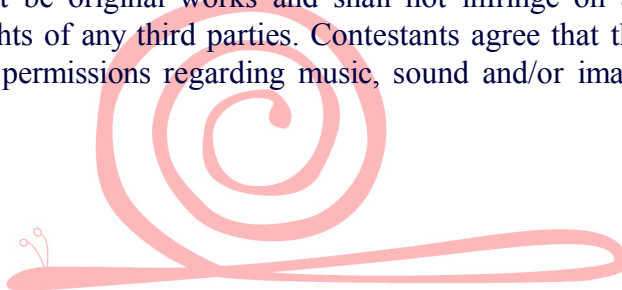 be original works and shall not infringe on
of any third parties. Contestants agree that
permissions regarding music, sound and/or